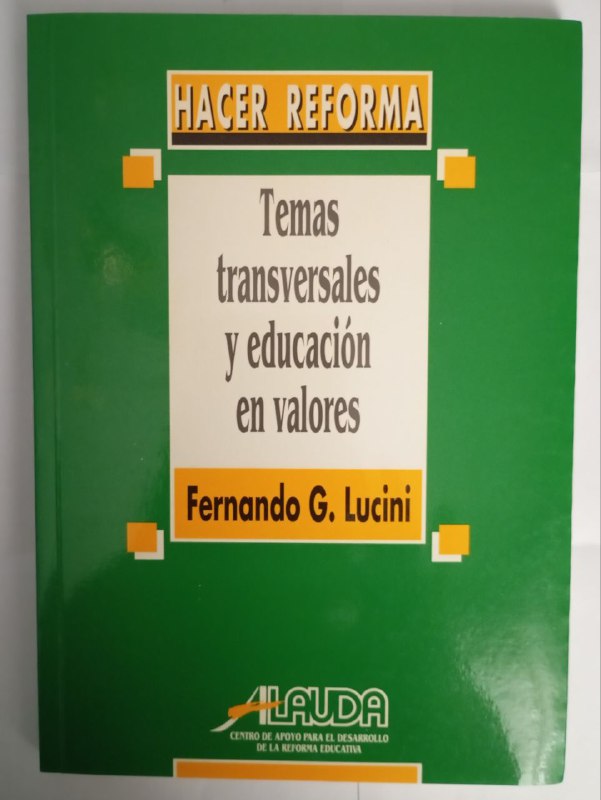 HACER REFORMA
Temas
transversales
y educación
en valores
Fernando G. Lucini
ALAUDA
CENTRO DE APOYO PARA EL DESARROLLO
DE LA REFORMA EDUCATIVA